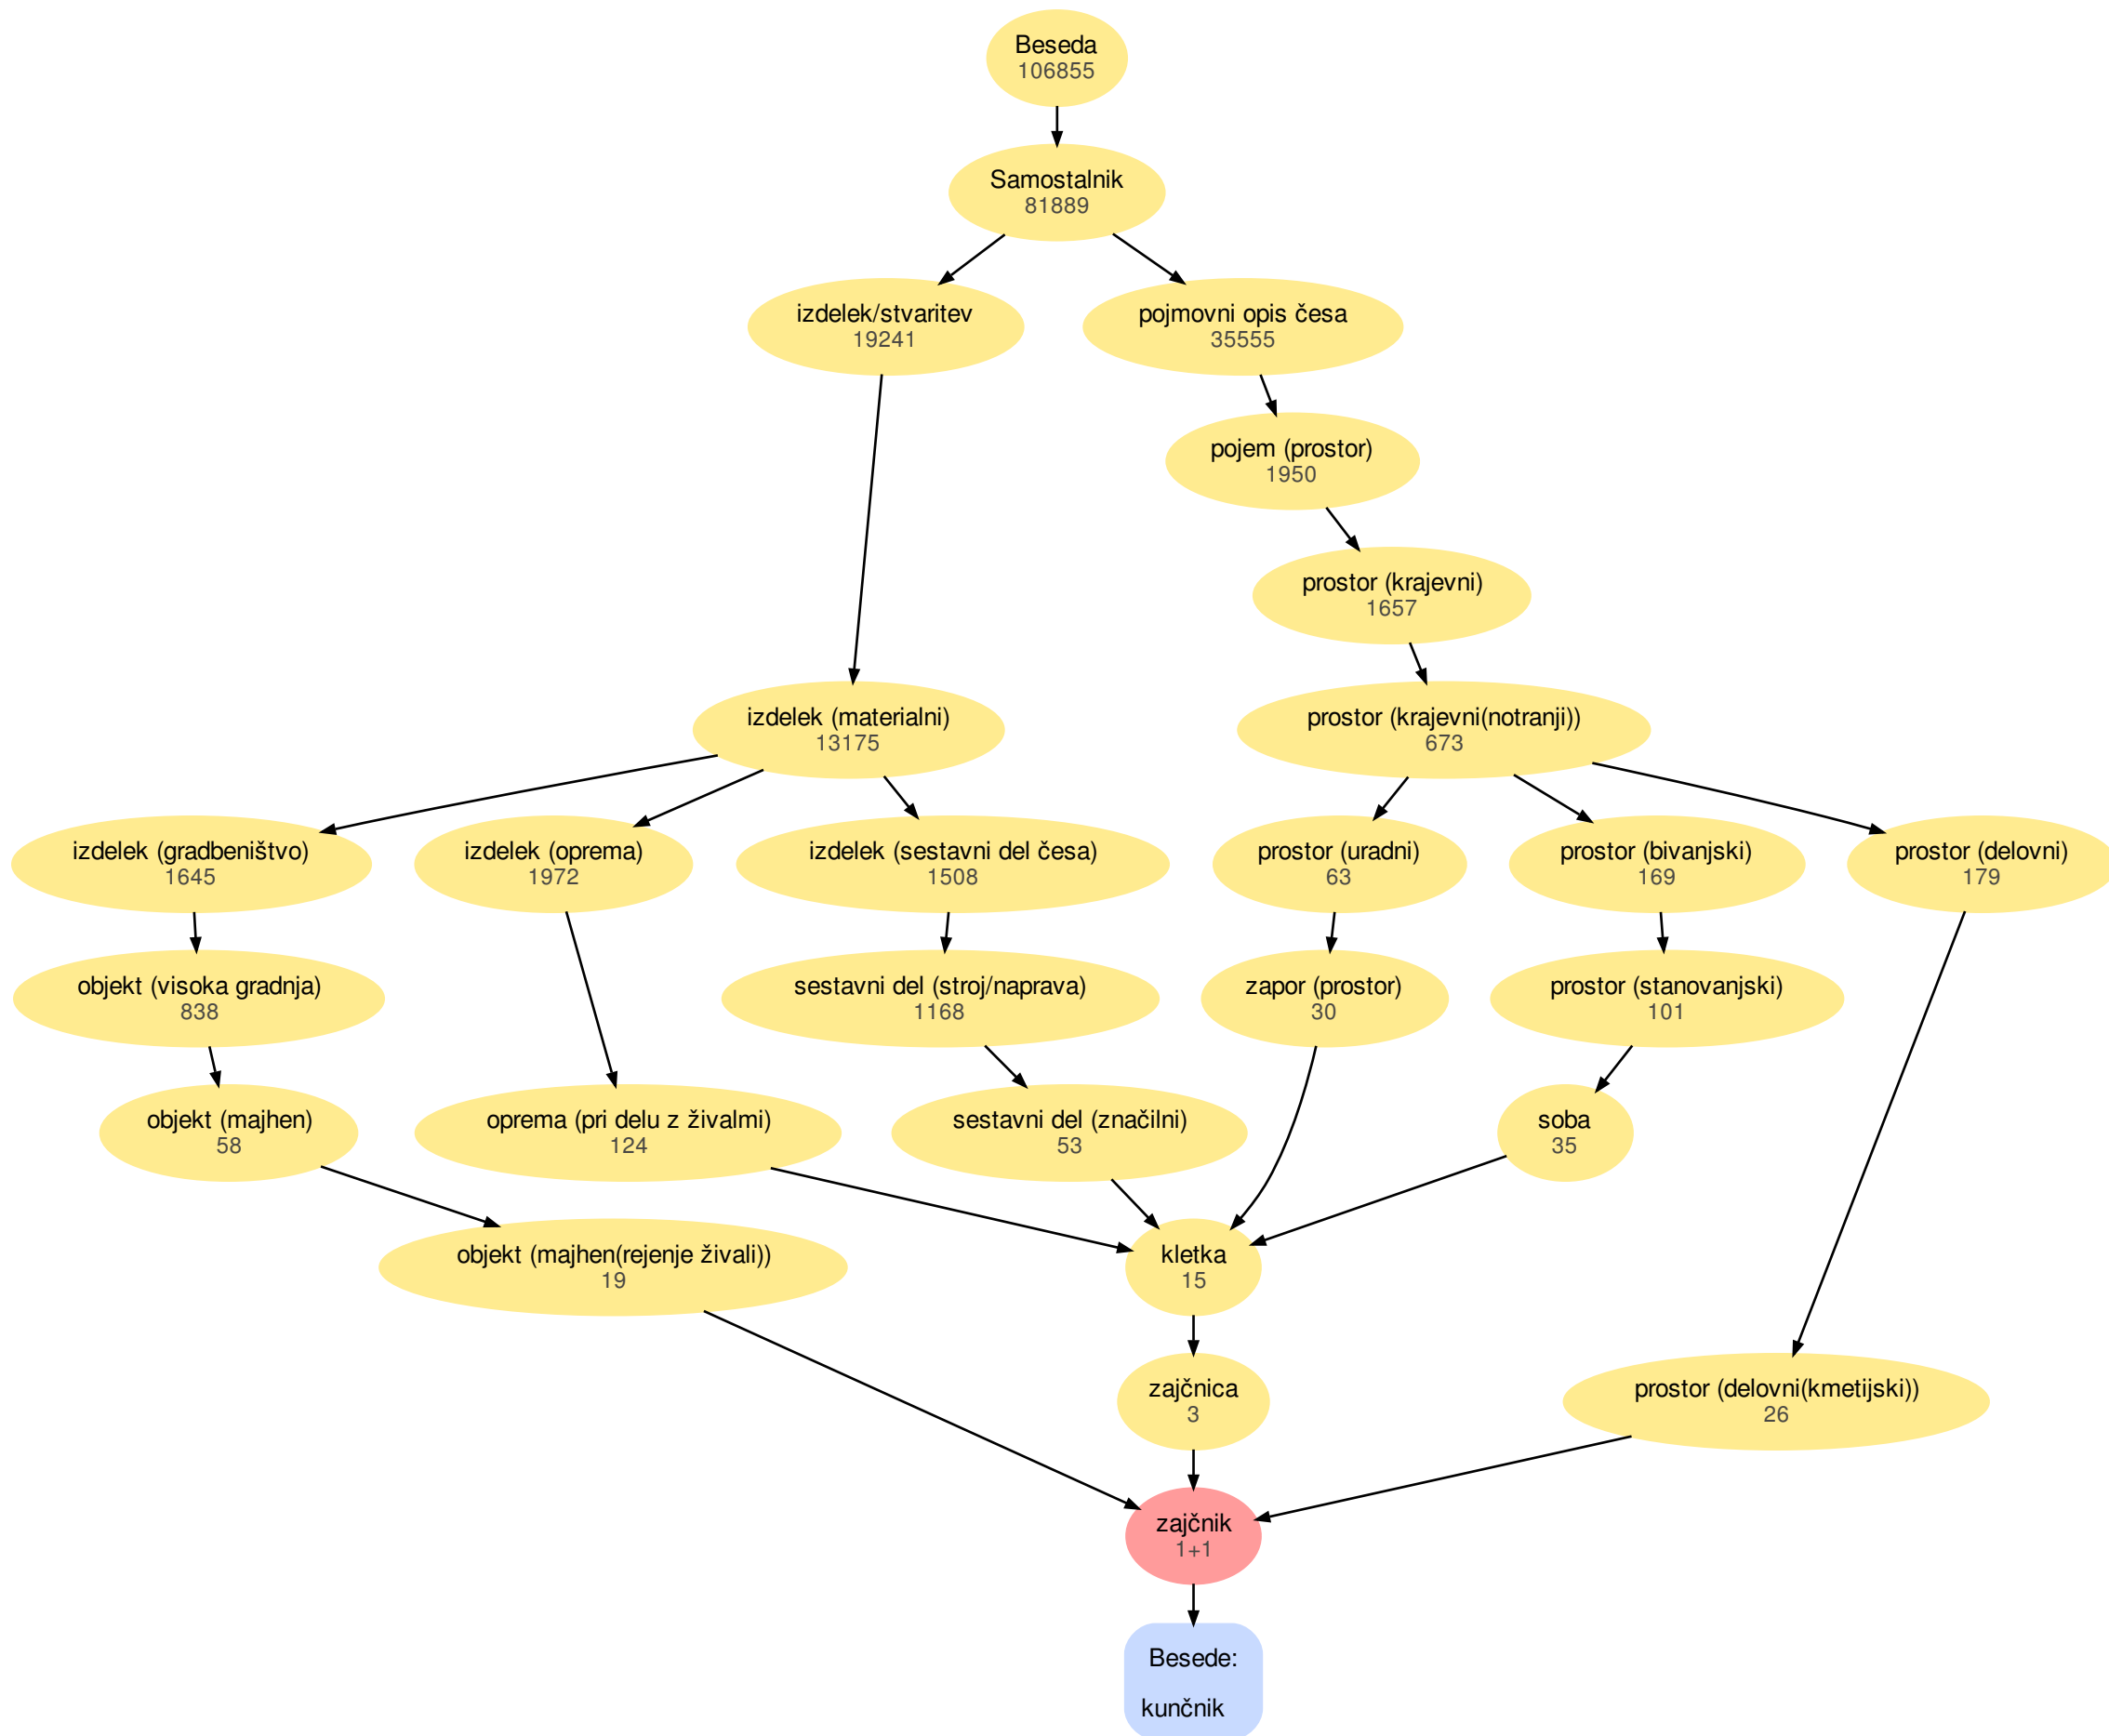 Beseda
106855
Samostalnik
81889
izdelek/stvaritev
19241
pojmovni opis česa
35555
pojem (prostor)
1950
prostor (krajevni)
1657
izdelek (materialni)
13175
prostor (krajevni(notranji))
673
izdelek (gradbeništvo)
1645
izdelek (oprema)
1972
izdelek (sestavni del česa)
1508
prostor (uradni)
63
prostor (bivanjski)
169
prostor (delovni)
179
objekt (visoka gradnja)
838
sestavni del (stroj/naprava)
1168
zapor (prostor)
30
prostor (stanovanjski)
101
objekt (majhen)
58
oprema (pri delu z živalmi)
124
sestavni del (značilni)
53
soba
35
objekt (majhen(rejenje živali))
19
kletka
15
zajčnica
3
prostor (delovni(kmetijski))
26
zajčnik
1+1
Besede:
kunčnik